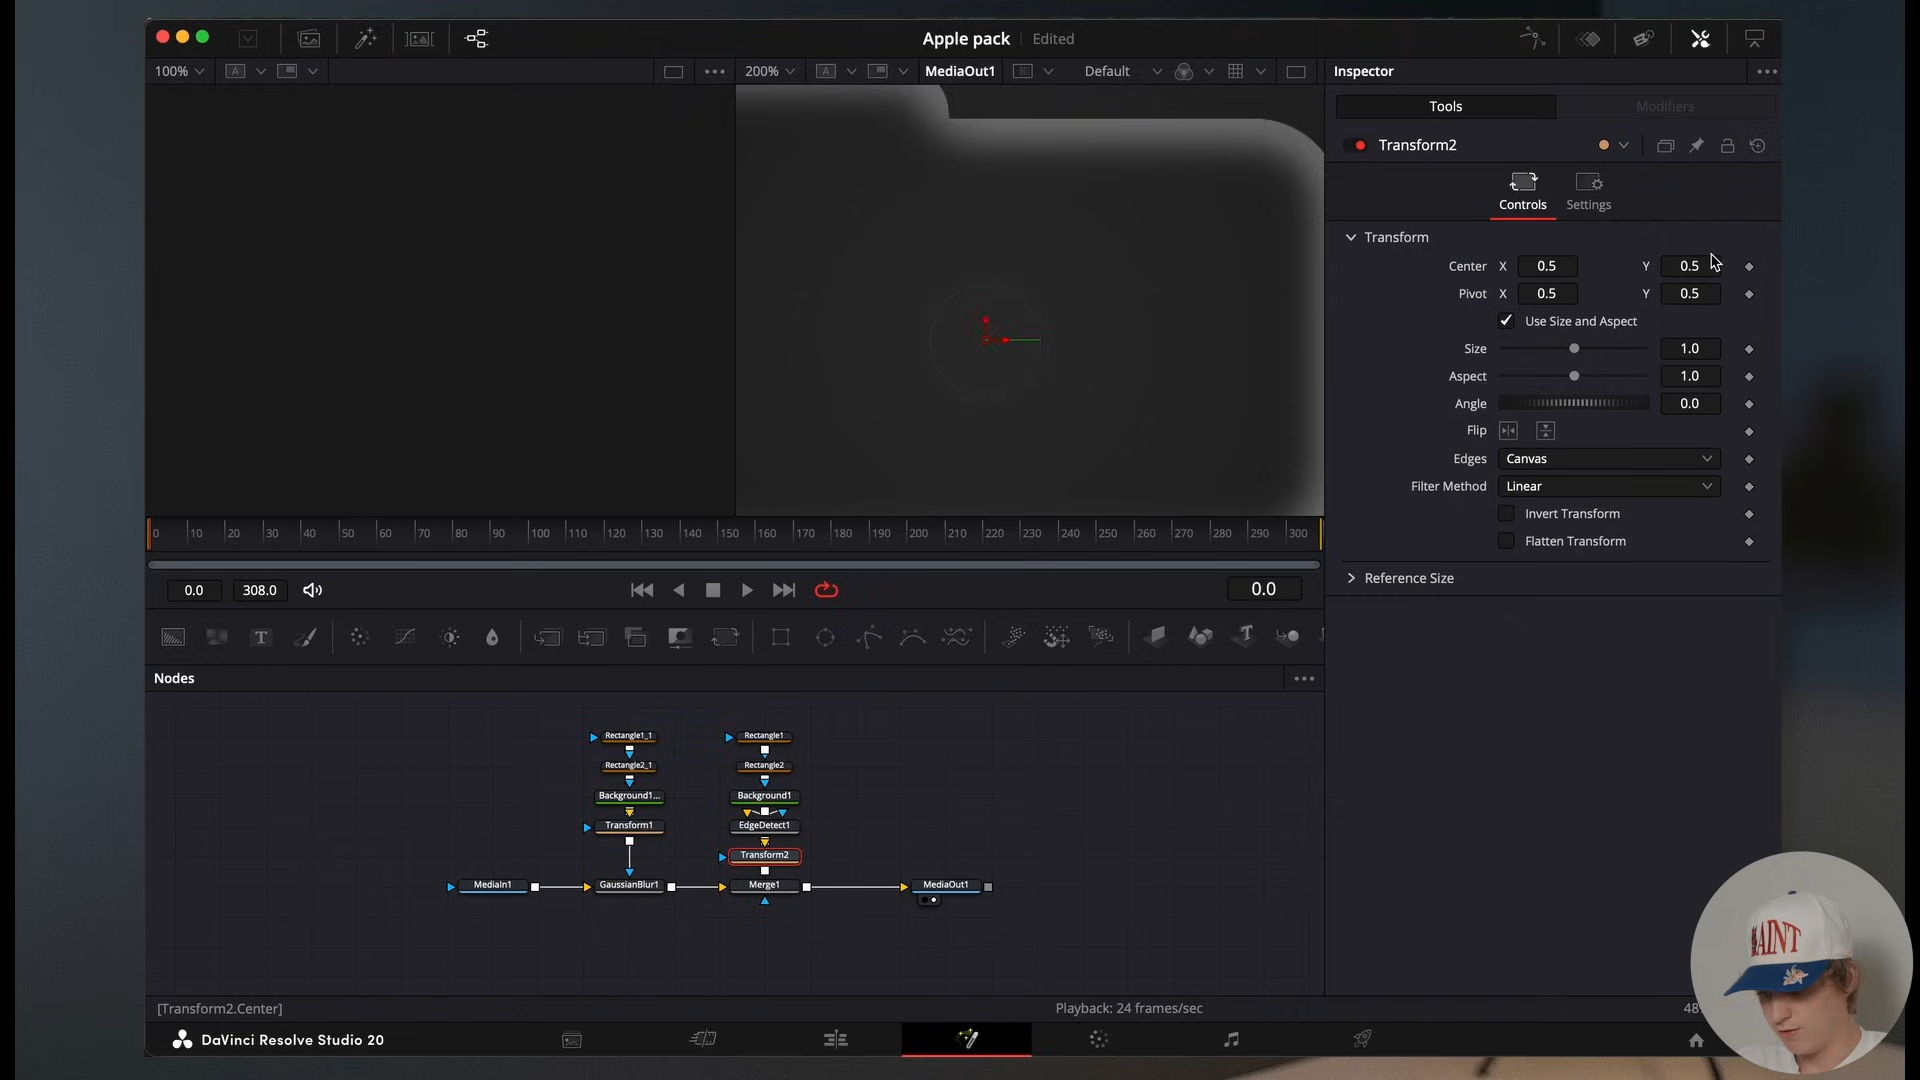 Apple pack Edited
100% 200% MediaOut1 Default
Inspector
Tools Modifiers
Transform2
Controls Settings
Transform
Center X 0.5 Y 0.5
Pivot X 0.5 Y 0.5
Use Size and Aspect
Size 1.0
Aspect 1.0
Angle 0.0
Flip
Edges Canvas
Filter Method Linear
Invert Transform
Flatten Transform
Reference Size
0 10 20 30 40 50 60 70 80 90 100 110 120 130 140 150 160 170 180 190 200 210 220 230 240 250 260 270 280 290 300
0.0 308.0 0.0
Nodes
Rectangle1_1 Rectangle1
Rectangle2_1 Rectangle2
Background1... Background1
Transform1 EdgeDetect1
Transform2
MediaIn1 GaussianBlur1 Merge1 MediaOut1
[Transform2.Center] Playback: 24 frames/sec
DaVinci Resolve Studio 20